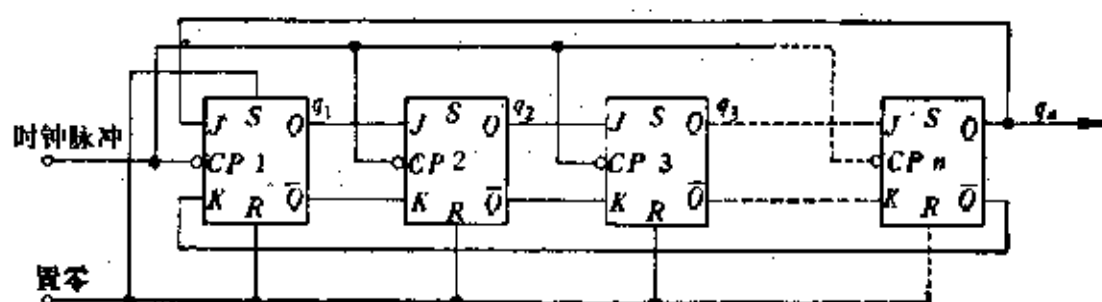 q₁ q₂ q₃ qₙ
J S Q J S Q J S Q J S Q
时钟脉冲
CP 1 CP 2 CP 3 CP n
K R Q̄ K R Q̄ K R Q̄ K R Q̄
置零